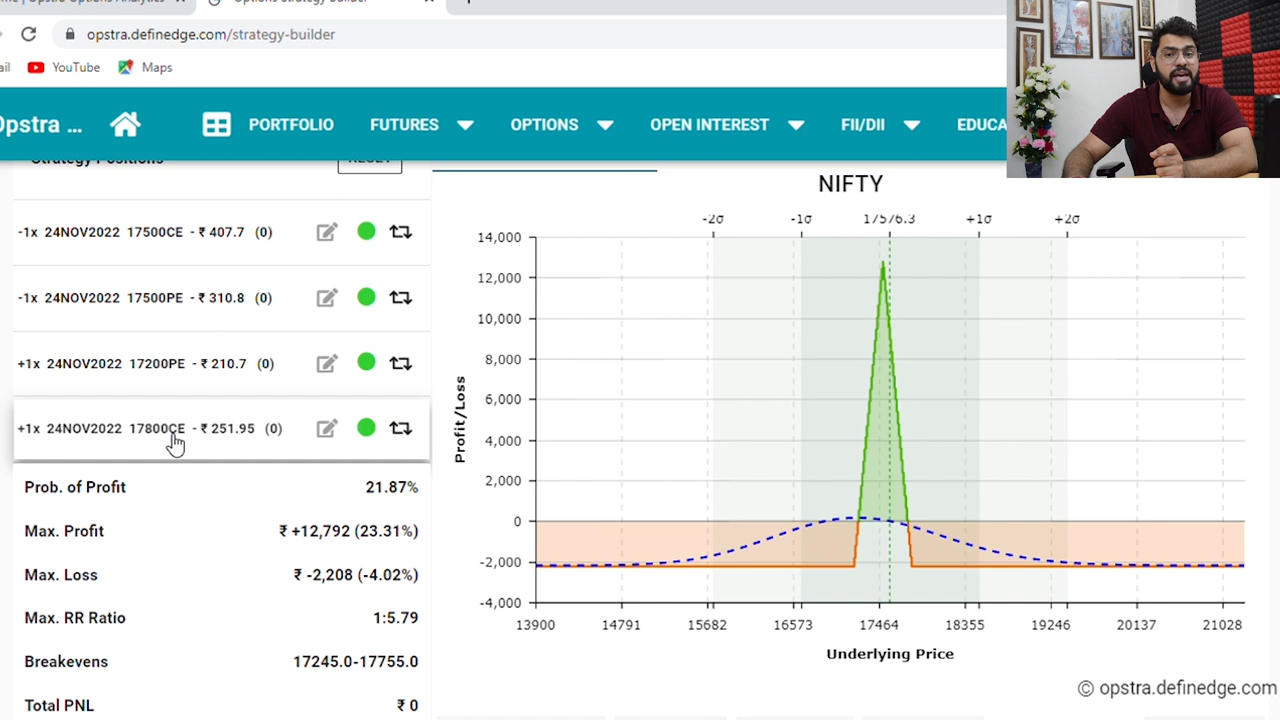 opstra.definedge.com/strategy-builder
YouTube Maps
Opstra ... PORTFOLIO FUTURES OPTIONS OPEN INTEREST FII/DII
Strategy Positions
RESET
-1x 24NOV2022 17500CE - ₹ 407.7 (0)
-1x 24NOV2022 17500PE - ₹ 310.8 (0)
+1x 24NOV2022 17200PE - ₹ 210.7 (0)
+1x 24NOV2022 17800CE - ₹ 251.95 (0)
Prob. of Profit 21.87%
Max. Profit ₹ +12,792 (23.31%)
Max. Loss ₹ -2,208 (-4.02%)
Max. RR Ratio 1:5.79
Breakevens 17245.0-17755.0
Total PNL ₹ 0
NIFTY
-2σ -1σ 17576.3 +1σ +2σ
14,000
12,000
10,000
8,000
6,000
4,000
2,000
0
-2,000
-4,000
Profit/Loss
13900 14791 15682 16573 17464 18355 19246 20137 21028
Underlying Price
© opstra.definedge.com